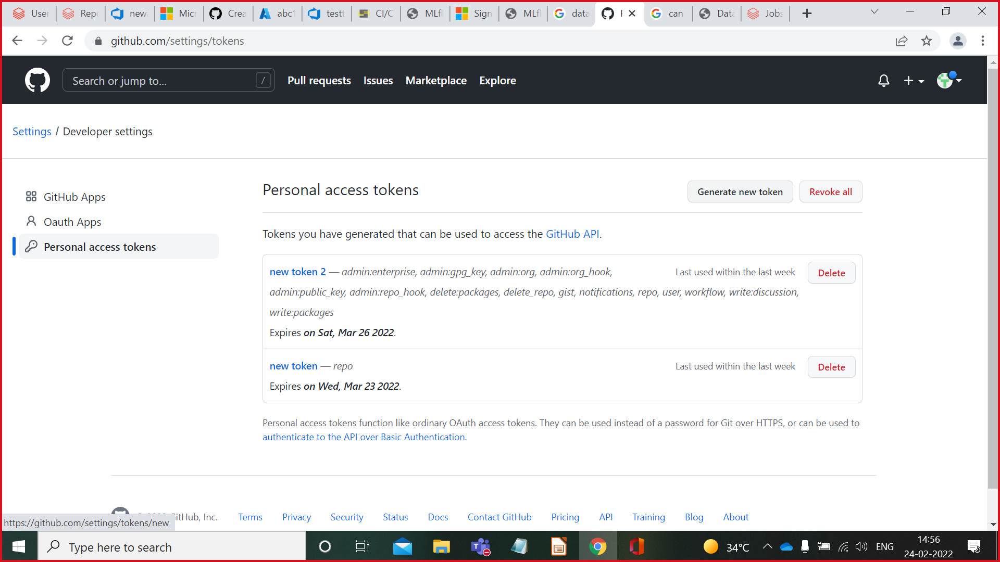 User
Repo
new
Micr
Crea
abc1
testt
CI/C
MLfl
Sign
MLfl
data
can
Data
Jobs
github.com/settings/tokens
Search or jump to... /
Pull requests Issues Marketplace Explore
Settings / Developer settings
GitHub Apps
Oauth Apps
Personal access tokens
Personal access tokens
Generate new token
Revoke all
Tokens you have generated that can be used to access the GitHub API.
new token 2 — admin:enterprise, admin:gpg_key, admin:org, admin:org_hook, Last used within the last week Delete
admin:public_key, admin:repo_hook, delete:packages, delete_repo, gist, notifications, repo, user, workflow, write:discussion,
write:packages
Expires on Sat, Mar 26 2022.
new token — repo Last used within the last week Delete
Expires on Wed, Mar 23 2022.
Personal access tokens function like ordinary OAuth access tokens. They can be used instead of a password for Git over HTTPS, or can be used to
authenticate to the API over Basic Authentication.
itHub, Inc. Terms Privacy Security Status Docs Contact GitHub Pricing API Training Blog About
https://github.com/settings/tokens/new
Type here to search
34°C
ENG
14:56
24-02-2022